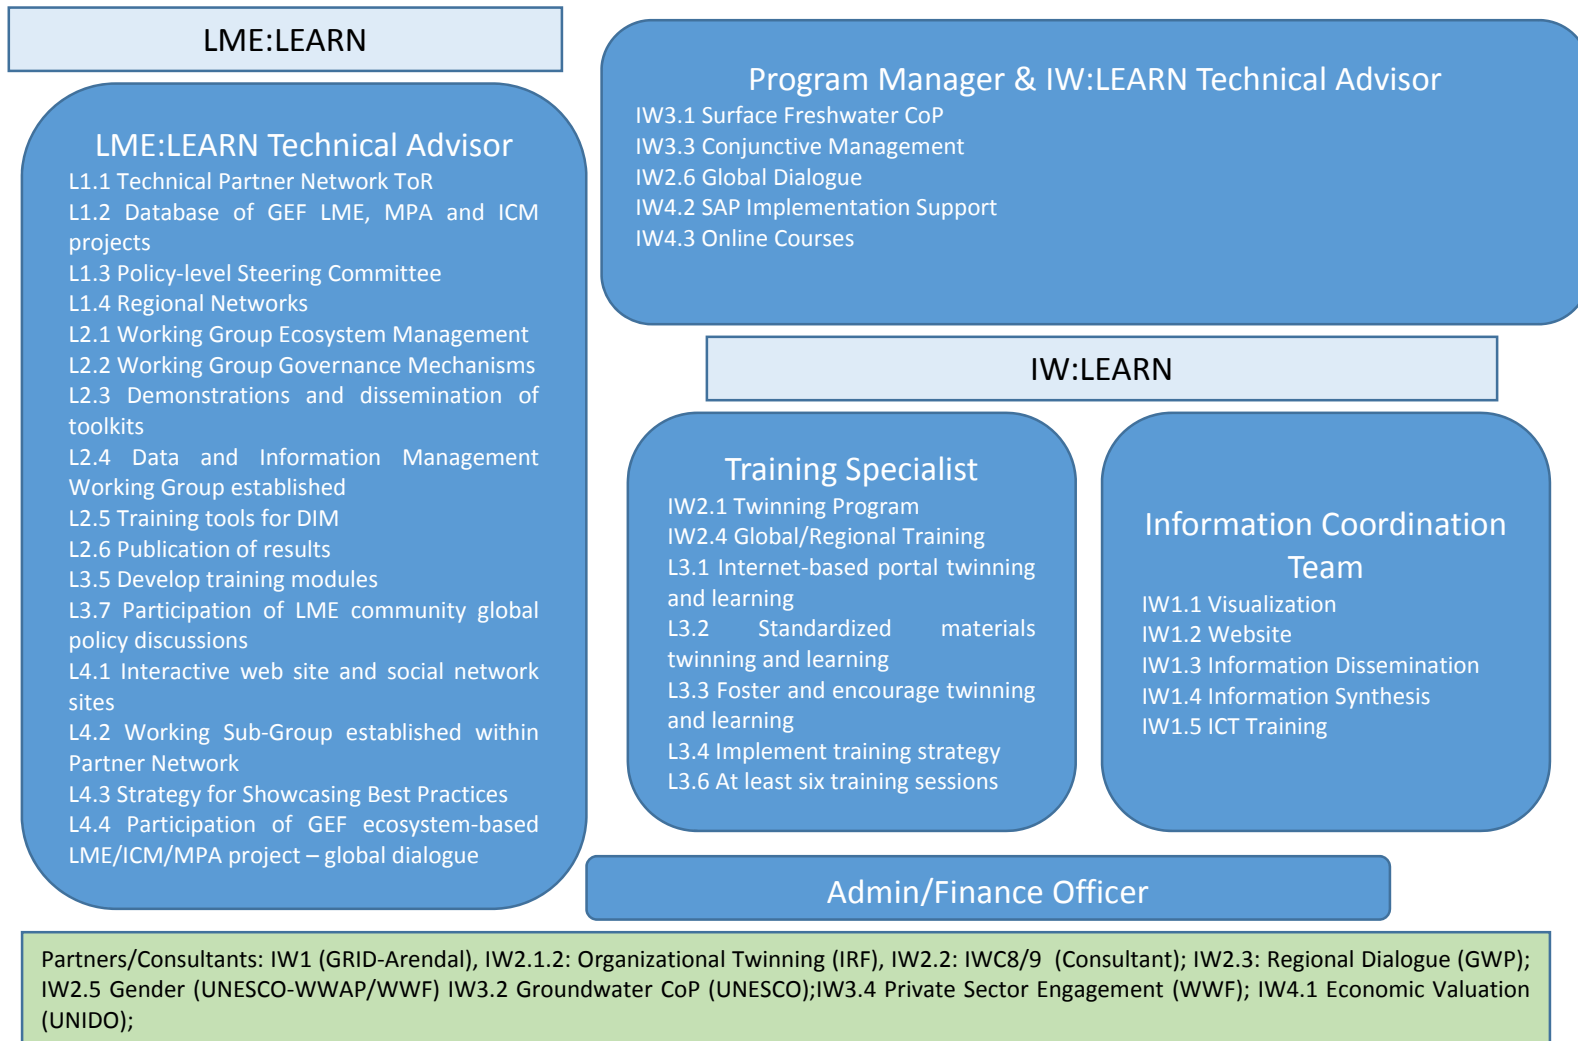 LME:LEARN
LME:LEARN Technical Advisor
L1.1 Technical Partner Network ToR
L1.2 Database of GEF LME, MPA and ICM
projects
L1.3 Policy-level Steering Committee
L1.4 Regional Networks
L2.1 Working Group Ecosystem Management
L2.2 Working Group Governance Mechanisms
L2.3 Demonstrations and dissemination of
toolkits
L2.4 Data and Information Management
Working Group established
L2.5 Training tools for DIM
L2.6 Publication of results
L3.5 Develop training modules
L3.7 Participation of LME community global
policy discussions
L4.1 Interactive web site and social network
sites
L4.2 Working Sub-Group established within
Partner Network
L4.3 Strategy for Showcasing Best Practices
L4.4 Participation of GEF ecosystem-based
LME/ICM/MPA project – global dialogue
Program Manager & IW:LEARN Technical Advisor
IW3.1 Surface Freshwater CoP
IW3.3 Conjunctive Management
IW2.6 Global Dialogue
IW4.2 SAP Implementation Support
IW4.3 Online Courses
IW:LEARN
Training Specialist
IW2.1 Twinning Program
IW2.4 Global/Regional Training
L3.1 Internet-based portal twinning
and learning
L3.2 Standardized materials
twinning and learning
L3.3 Foster and encourage twinning
and learning
L3.4 Implement training strategy
L3.6 At least six training sessions
Information Coordination
Team
IW1.1 Visualization
IW1.2 Website
IW1.3 Information Dissemination
IW1.4 Information Synthesis
IW1.5 ICT Training
Admin/Finance Officer
Partners/Consultants: IW1 (GRID-Arendal), IW2.1.2: Organizational Twinning (IRF), IW2.2: IWC8/9 (Consultant); IW2.3: Regional Dialogue (GWP);
IW2.5 Gender (UNESCO-WWAP/WWF) IW3.2 Groundwater CoP (UNESCO);IW3.4 Private Sector Engagement (WWF); IW4.1 Economic Valuation
(UNIDO);